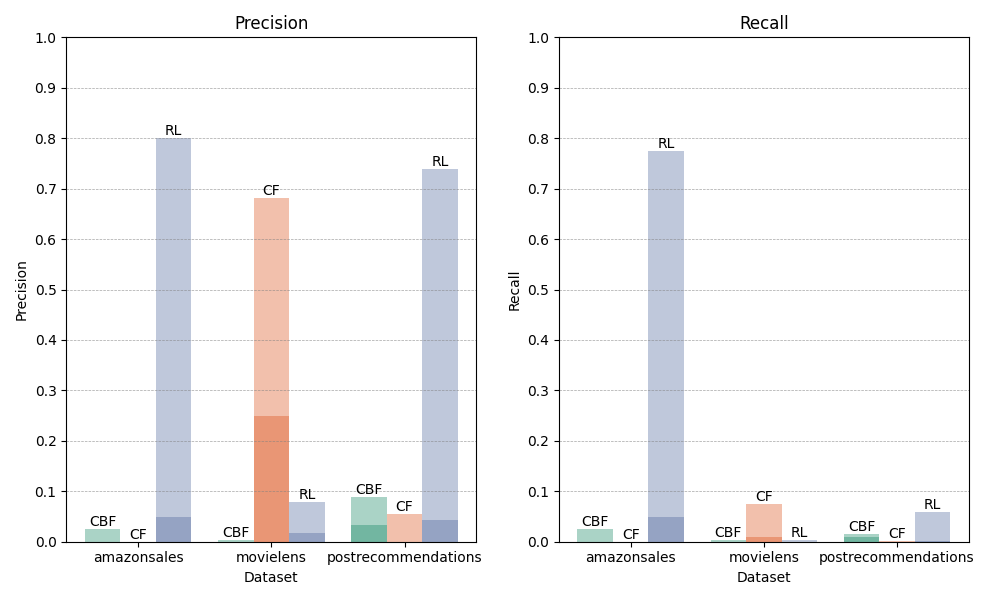 Precision
1.0
0.9
0.8
0.7
0.6
0.5
0.4
0.3
0.2
0.1
0.0
Precision
CBF
CF
RL
CBF
CF
RL
CBF
CF
RL
amazonsales
movielens
postrecommendations
Dataset
Recall
1.0
0.9
0.8
0.7
0.6
0.5
0.4
0.3
0.2
0.1
0.0
Recall
CBF
CF
RL
CBF
CF
RL
CBF
CF
RL
amazonsales
movielens
postrecommendations
Dataset